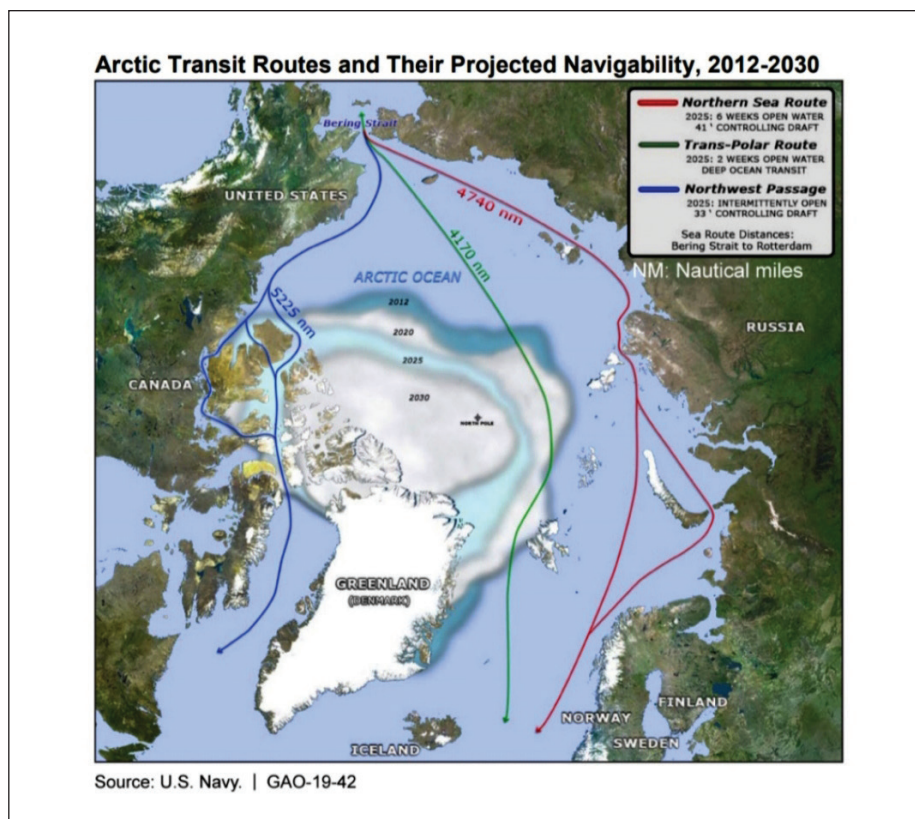 Arctic Transit Routes and Their Projected Navigability, 2012-2030
Bering Strait
Northern Sea Route
2025: 6 WEEKS OPEN WATER
41' CONTROLLING DRAFT
Trans-Polar Route
2025: 2 WEEKS OPEN WATER
DEEP OCEAN TRANSIT
Northwest Passage
2025: INTERMITTENTLY OPEN
33' CONTROLLING DRAFT
Sea Route Distances:
Bering Strait to Rotterdam
NM: Nautical miles
UNITED STATES
4740 nm
4170 nm
5225 nm
ARCTIC OCEAN
2012
2020
2025
2030
NORTH POLE
RUSSIA
CANADA
GREENLAND
(DENMARK)
ICELAND
NORWAY
FINLAND
SWEDEN
Source: U.S. Navy. | GAO-19-42